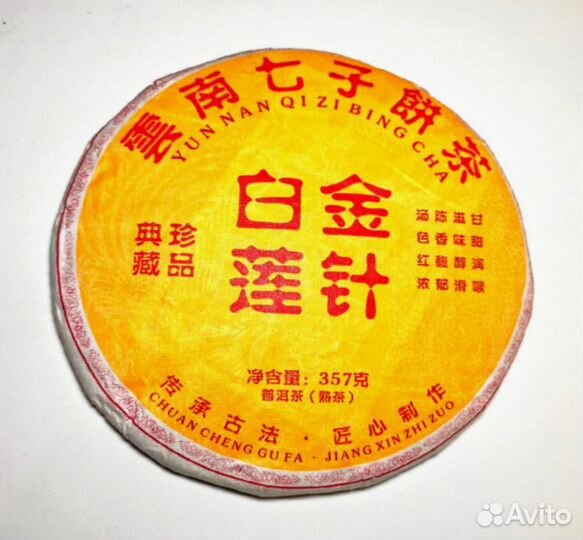 雲南七子餅茶
YUN NAN QI ZI BING CHA
金针
白莲
珍品
典藏
甘甜润喉
滋味醇滑
陈香馥郁
汤色红浓
净含量：357克
普洱茶（熟茶）
传承古法·匠心制作
CHUAN CHENG GU FA · JIANG XIN ZHI ZUO
Avito